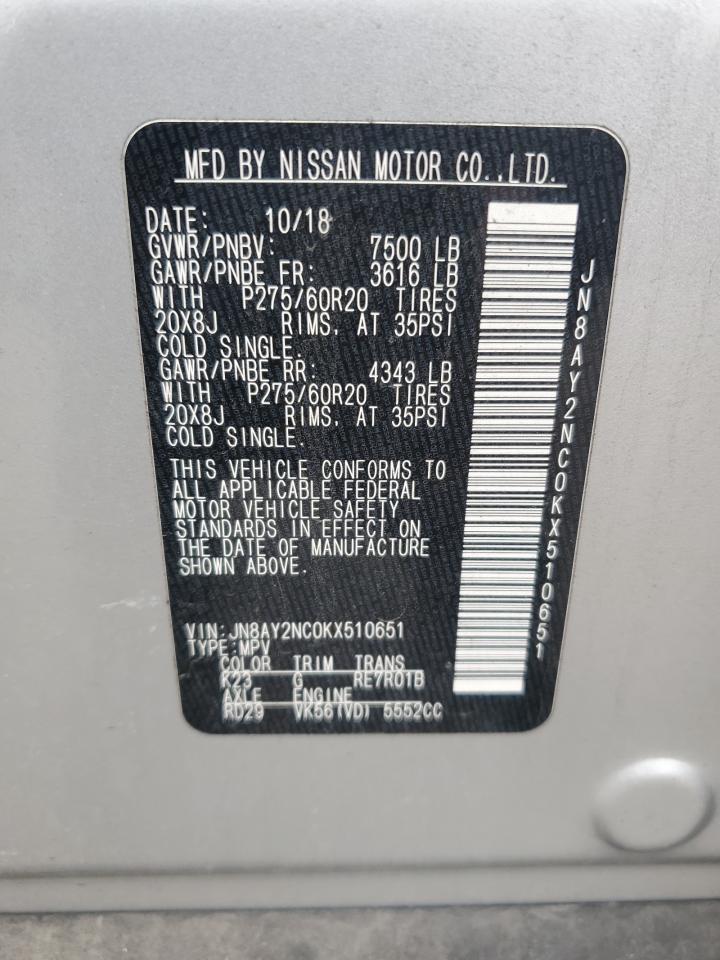 MFD BY NISSAN MOTOR CO.,LTD.
DATE: 10/18
GVWR/PNBV: 7500 LB
GAWR/PNBE FR: 3616 LB
WITH P275/60R20 TIRES
20X8J RIMS, AT 35PSI
COLD SINGLE.
GAWR/PNBE RR: 4343 LB
WITH P275/60R20 TIRES
20X8J RIMS, AT 35PSI
COLD SINGLE.
THIS VEHICLE CONFORMS TO
ALL APPLICABLE FEDERAL
MOTOR VEHICLE SAFETY
STANDARDS IN EFFECT ON
THE DATE OF MANUFACTURE
SHOWN ABOVE.
VIN:JN8AY2NC0KX510651
TYPE:MPV
COLOR TRIM TRANS
K23 G RE7R01B
AXLE ENGINE
RD29 VK56(VD) 5552CC
JN8AY2NC0KX510651